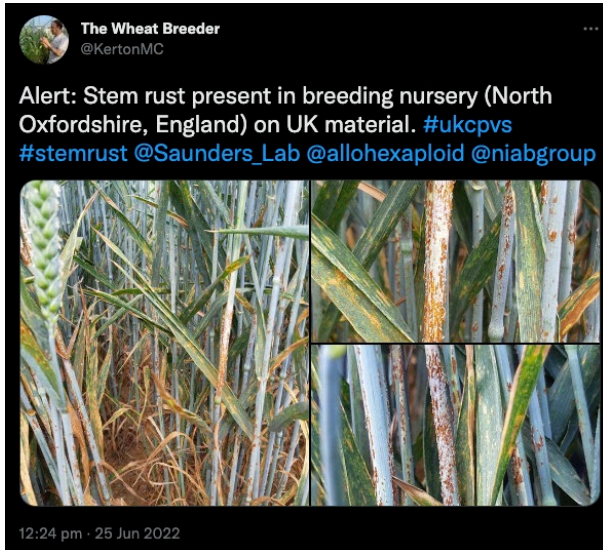 The Wheat Breeder
@KertonMC
Alert: Stem rust present in breeding nursery (North
Oxfordshire, England) on UK material. #ukcpvs
#stemrust @Saunders_Lab @allohexaploid @niabgroup
12:24 pm · 25 Jun 2022